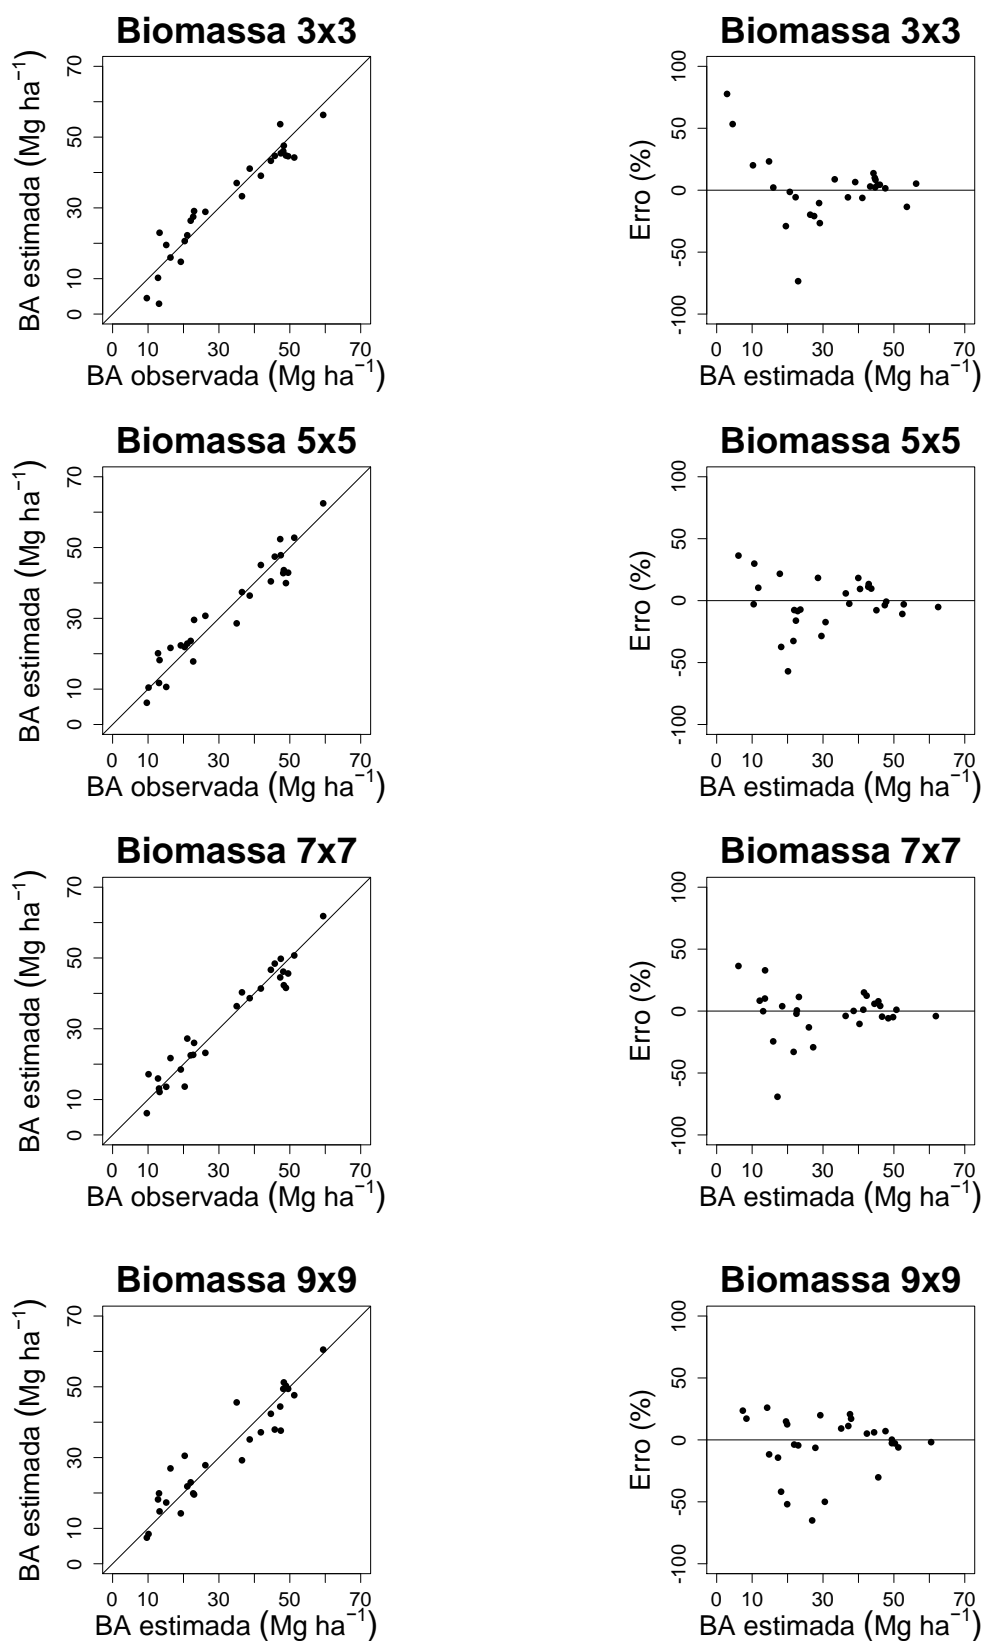 Biomassa 3x3
BA estimada (Mg ha−1)
70
50
30
10
0
0 10 30 50 70
BA observada (Mg ha−1)
Biomassa 3x3
Erro (%)
100
50
0
-50
-100
0 10 30 50 70
BA estimada (Mg ha−1)
Biomassa 5x5
BA estimada (Mg ha−1)
70
50
30
10
0
0 10 30 50 70
BA observada (Mg ha−1)
Biomassa 5x5
Erro (%)
100
50
0
-50
-100
0 10 30 50 70
BA estimada (Mg ha−1)
Biomassa 7x7
BA estimada (Mg ha−1)
70
50
30
10
0
0 10 30 50 70
BA observada (Mg ha−1)
Biomassa 7x7
Erro (%)
100
50
0
-50
-100
0 10 30 50 70
BA estimada (Mg ha−1)
Biomassa 9x9
BA estimada (Mg ha−1)
70
50
30
10
0
0 10 30 50 70
BA estimada (Mg ha−1)
Biomassa 9x9
Erro (%)
100
50
0
-50
-100
0 10 30 50 70
BA estimada (Mg ha−1)